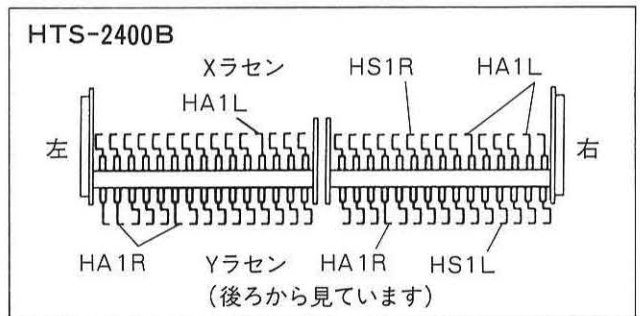 HTS-2400B
Xラセン HS1R HA1L
HA1L
左 右
HA1R Yラセン HA1R HS1L
(後ろから見ています)